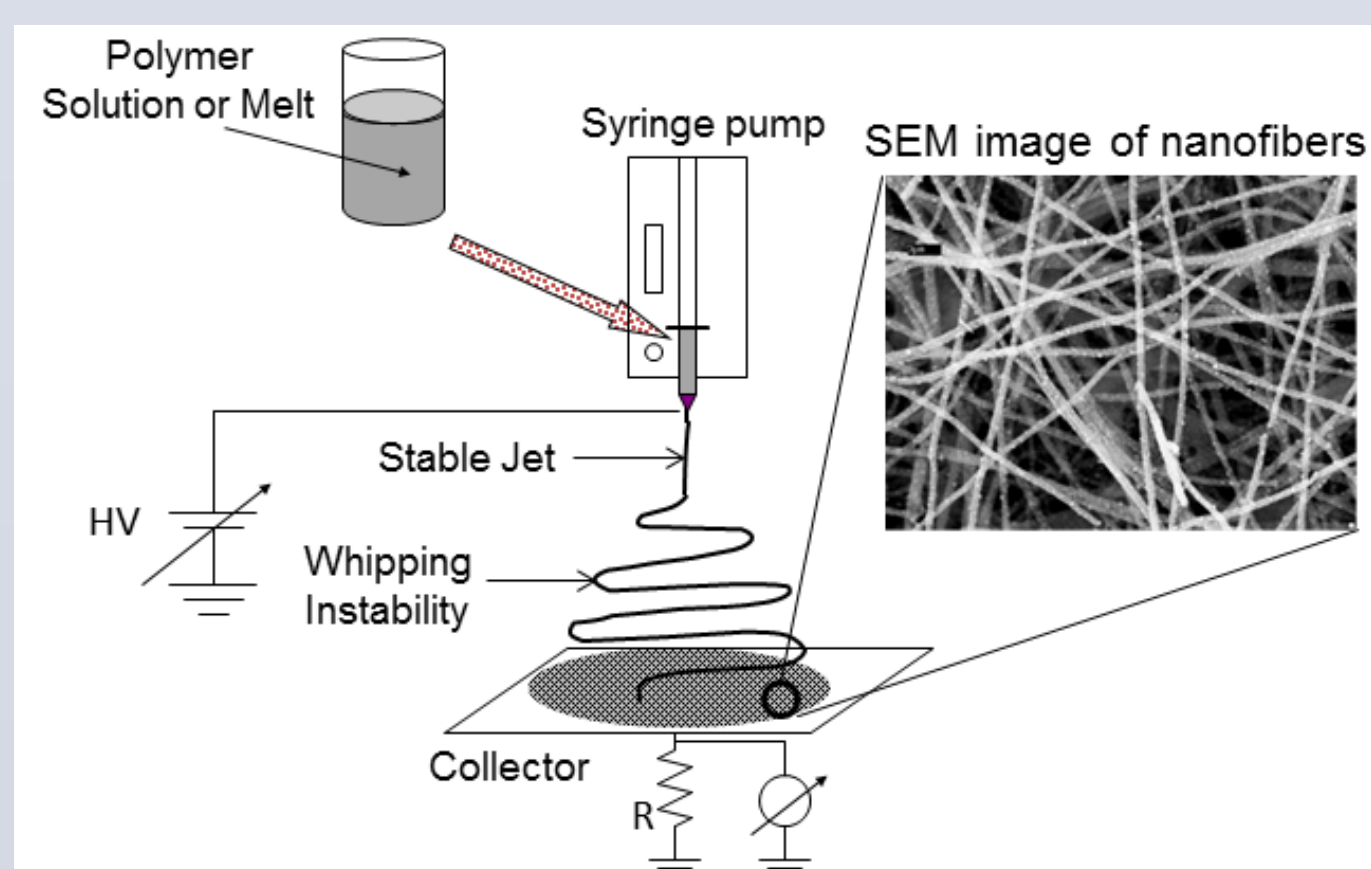 Polymer
Solution or Melt
Syringe pump
SEM image of nanofibers
Stable Jet
HV
Whipping
Instability
Collector
R